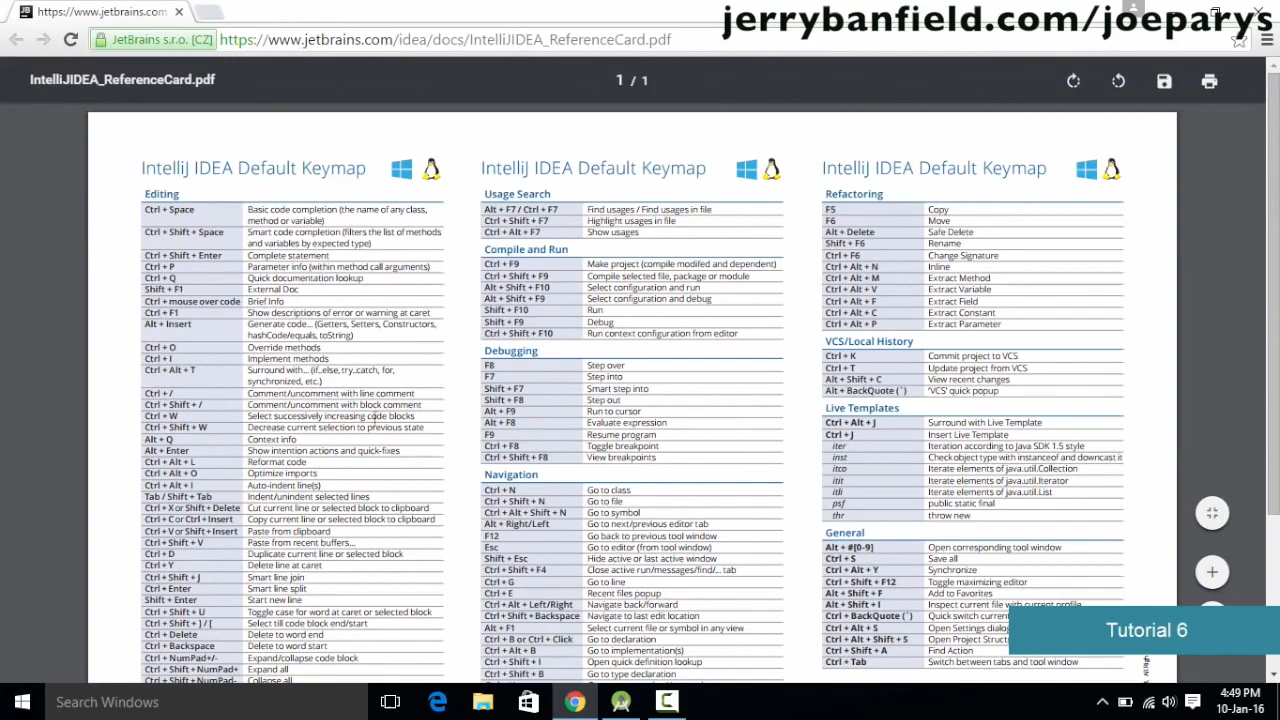 https://www.jetbrains.com
jerrybanfield.com/joeparys
JetBrains s.r.o. [CZ] https://www.jetbrains.com/idea/docs/IntelliJIDEA_ReferenceCard.pdf
IntelliJIDEA_ReferenceCard.pdf
1 / 1
IntelliJ IDEA Default Keymap
Editing
Ctrl + Space Basic code completion (the name of any class,
method or variable)
Ctrl + Shift + Space Smart code completion (filters the list of methods
and variables by expected type)
Ctrl + Shift + Enter Complete statement
Ctrl + P Parameter info (within method call arguments)
Ctrl + Q Quick documentation lookup
Shift + F1 External Doc
Ctrl + mouse over code Brief Info
Ctrl + F1 Show descriptions of error or warning at caret
Alt + Insert Generate code... (Getters, Setters, Constructors,
hashCode/equals, toString)
Ctrl + O Override methods
Ctrl + I Implement methods
Ctrl + Alt + T Surround with... (if..else, try..catch, for,
synchronized, etc.)
Ctrl + / Comment/uncomment with line comment
Ctrl + Shift + / Comment/uncomment with block comment
Ctrl + W Select successively increasing code blocks
Ctrl + Shift + W Decrease current selection to previous state
Alt + Q Context info
Alt + Enter Show intention actions and quick-fixes
Ctrl + Alt + L Reformat code
Ctrl + Alt + O Optimize imports
Ctrl + Alt + I Auto-indent line(s)
Tab / Shift + Tab Indent/unindent selected lines
Ctrl + X or Shift + Delete Cut current line or selected block to clipboard
Ctrl + C or Ctrl + Insert Copy current line or selected block to clipboard
Ctrl + V or Shift + Insert Paste from clipboard
Ctrl + Shift + V Paste from recent buffers...
Ctrl + D Duplicate current line or selected block
Ctrl + Y Delete line at caret
Ctrl + Shift + J Smart line join
Ctrl + Enter Smart line split
Shift + Enter Start new line
Ctrl + Shift + U Toggle case for word at caret or selected block
Ctrl + Shift + ] / [ Select till code block end/start
Ctrl + Delete Delete to word end
Ctrl + Backspace Delete to word start
Ctrl + NumPad+/- Expand/collapse code block
Ctrl + Shift + NumPad+ Expand all
Ctrl + Shift + NumPad- Collapse all
IntelliJ IDEA Default Keymap
Usage Search
Alt + F7 / Ctrl + F7 Find usages / Find usages in file
Ctrl + Shift + F7 Highlight usages in file
Ctrl + Alt + F7 Show usages
Compile and Run
Ctrl + F9 Make project (compile modifed and dependent)
Ctrl + Shift + F9 Compile selected file, package or module
Alt + Shift + F10 Select configuration and run
Alt + Shift + F9 Select configuration and debug
Shift + F10 Run
Shift + F9 Debug
Ctrl + Shift + F10 Run context configuration from editor
Debugging
F8 Step over
F7 Step into
Shift + F7 Smart step into
Shift + F8 Step out
Alt + F9 Run to cursor
Alt + F8 Evaluate expression
F9 Resume program
Ctrl + F8 Toggle breakpoint
Ctrl + Shift + F8 View breakpoints
Navigation
Ctrl + N Go to class
Ctrl + Shift + N Go to file
Ctrl + Alt + Shift + N Go to symbol
Alt + Right/Left Go to next/previous editor tab
F12 Go back to previous tool window
Esc Go to editor (from tool window)
Shift + Esc Hide active or last active window
Ctrl + Shift + F4 Close active run/messages/find/... tab
Ctrl + G Go to line
Ctrl + E Recent files popup
Ctrl + Alt + Left/Right Navigate back/forward
Ctrl + Shift + Backspace Navigate to last edit location
Alt + F1 Select current file or symbol in any view
Ctrl + B or Ctrl + Click Go to declaration
Ctrl + Alt + B Go to implementation(s)
Ctrl + Shift + I Open quick definition lookup
Ctrl + Shift + B Go to type declaration
IntelliJ IDEA Default Keymap
Refactoring
F5 Copy
F6 Move
Alt + Delete Safe Delete
Shift + F6 Rename
Ctrl + F6 Change Signature
Ctrl + Alt + N Inline
Ctrl + Alt + M Extract Method
Ctrl + Alt + V Extract Variable
Ctrl + Alt + F Extract Field
Ctrl + Alt + C Extract Constant
Ctrl + Alt + P Extract Parameter
VCS/Local History
Ctrl + K Commit project to VCS
Ctrl + T Update project from VCS
Alt + Shift + C View recent changes
Alt + BackQuote (`) ‘VCS’ quick popup
Live Templates
Ctrl + Alt + J Surround with Live Template
Ctrl + J Insert Live Template
iter Iteration according to Java SDK 1.5 style
inst Check object type with instanceof and downcast it
itco Iterate elements of java.util.Collection
itit Iterate elements of java.util.Iterator
itli Iterate elements of java.util.List
psf public static final
thr throw new
General
Alt + #[0-9] Open corresponding tool window
Ctrl + S Save all
Ctrl + Alt + Y Synchronize
Ctrl + Shift + F12 Toggle maximizing editor
Alt + Shift + F Add to Favorites
Alt + Shift + I Inspect current file with current profile
Ctrl + BackQuote (`) Quick switch current
Ctrl + Alt + S Open Settings dialog
Ctrl + Alt + Shift + S Open Project Struct
Ctrl + Shift + A Find Action
Ctrl + Tab Switch between tabs and tool window
Tutorial 6
Search Windows
4:49 PM
10-Jan-16